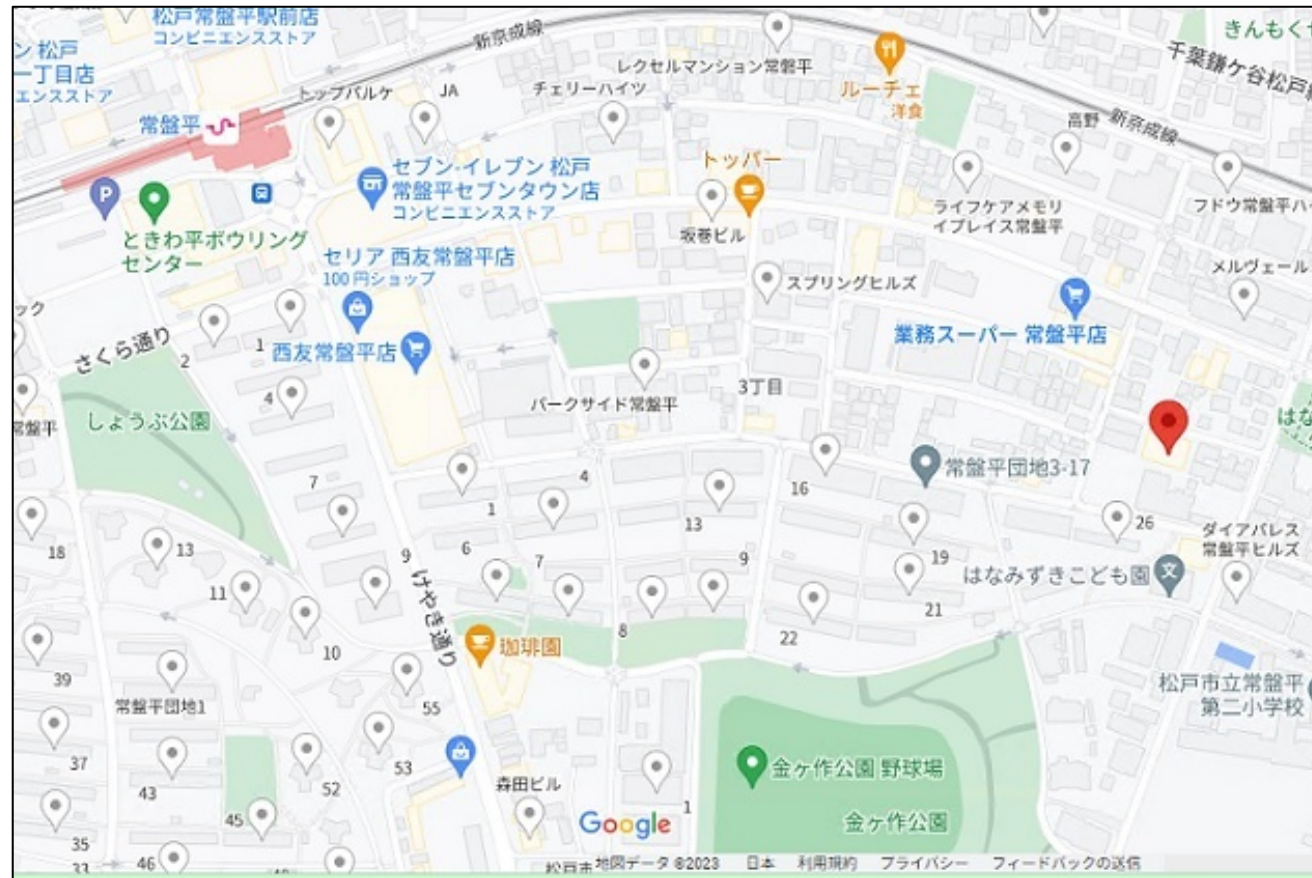 松戸常盤平駅前店
コンビニエンスストア
ン 松戸
一丁目店
エンスストア
新京成線
きんもくせ
千葉鎌ケ谷松戸線
レクセルマンション常盤平
ルーチェ
洋食
トップパルケ
JA
チェリーハイツ
常盤平
高野
新京成線
セブン-イレブン 松戸
常盤平セブンタウン店
コンビニエンスストア
トッパー
P
ときわ平ボウリング
センター
坂巻ビル
ライフケアメモリ
イプレイス常盤平
フドウ常盤平ハ
セリア 西友常盤平店
100 円ショップ
スプリングヒルズ
メルヴェール
ック
さくら通り
2
1
西友常盤平店
業務スーパー 常盤平店
4
パークサイド常盤平
3丁目
常盤平
しょうぶ公園
はな
7
4
16
常盤平団地3-17
1
13
26
18
13
9
6
7
9
19
ダイアパレス
常盤平ヒルズ
はなみずきこども園
文
11
けやき通り
21
10
珈琲園
8
22
39
常盤平団地1
55
松戸市立常盤平
第二小学校
37
43
53
52
森田ビル
金ケ作公園 野球場
1
45
Google
金ケ作公園
35
33
46
松戸市
地図データ ©2023
日本
利用規約
プライバシー
フィードバックの送信